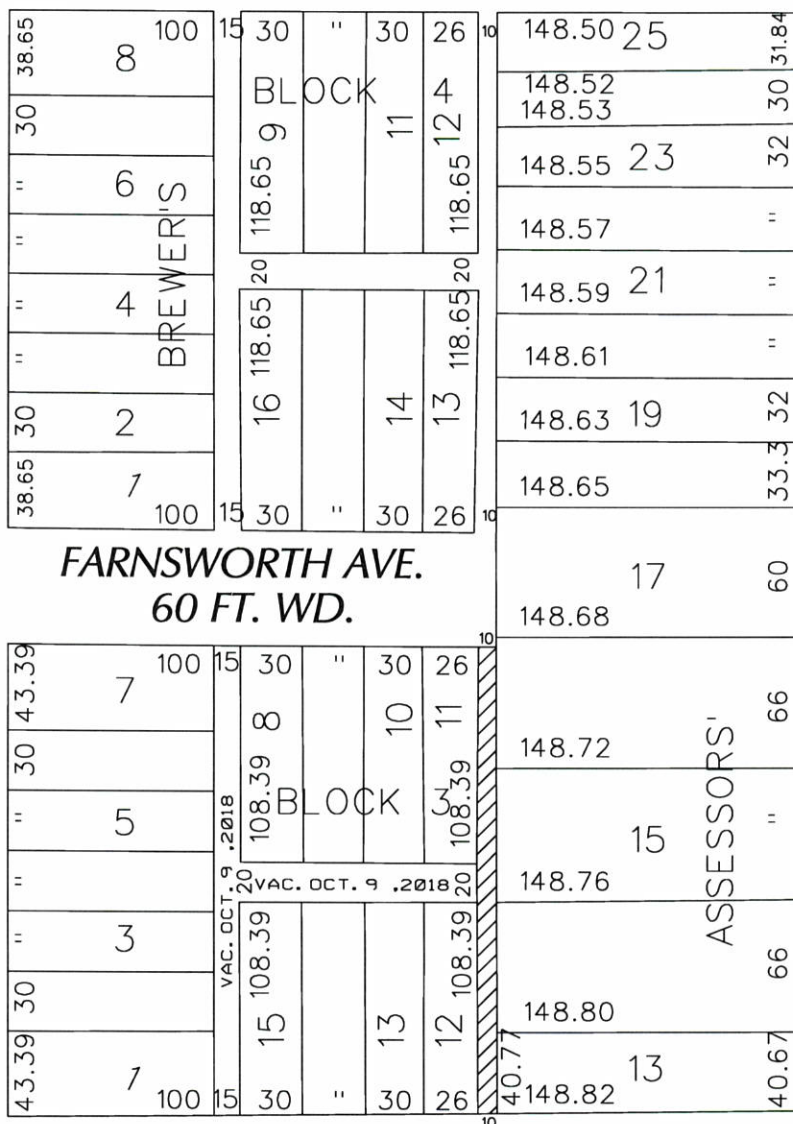 38.65 100 15 30 " 30 26 10 148.50 25 31.84
8
BLOCK 4
148.52 30
148.53
30
9 11 12
148.55 23 32
" 6
118.65 118.65
148.57 "
"
BREWER'S
20 20
148.59 21 "
" 4
118.65 118.65
148.61 "
"
30 2
16 14 13
148.63 19 32
38.65 1
148.65 33.3
100 15 30 " 30 26 10
FARNSWORTH AVE.
60 FT. WD.
17 60
148.68
43.39 100 15 30 " 30 26 10
7
8 10 11
66
148.72
30
108.39 108.39
BLOCK 3
" 5
VAC. OCT. 9 ,2018
15 "
ASSESSORS'
"
20 VAC. OCT. 9 ,2018 20
148.76
" 3
108.39 108.39
66
30
148.80
15 13 12
43.39 1
40.77 13 40.67
100 15 30 " 30 26 148.82
10